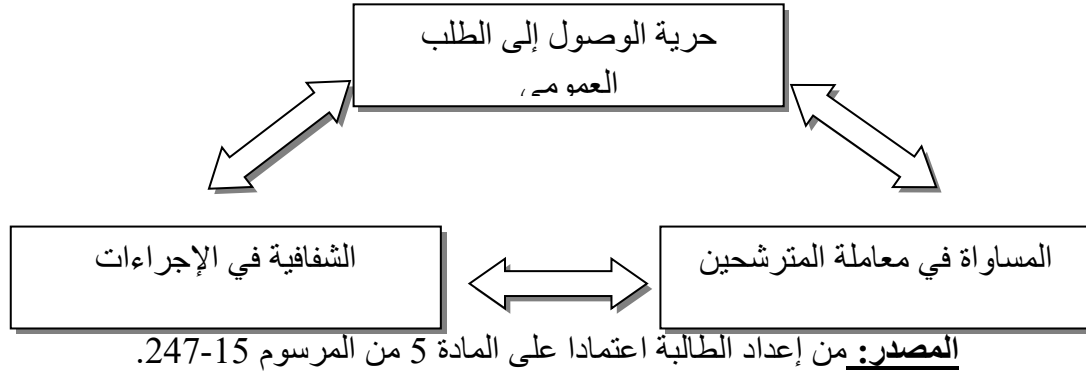 حرية الوصول إلى الطلب
العمومي
المساواة في معاملة المترشحين
الشفافية في الإجراءات
المصدر: من إعداد الطالبة اعتمادا على المادة 5 من المرسوم 15-247.